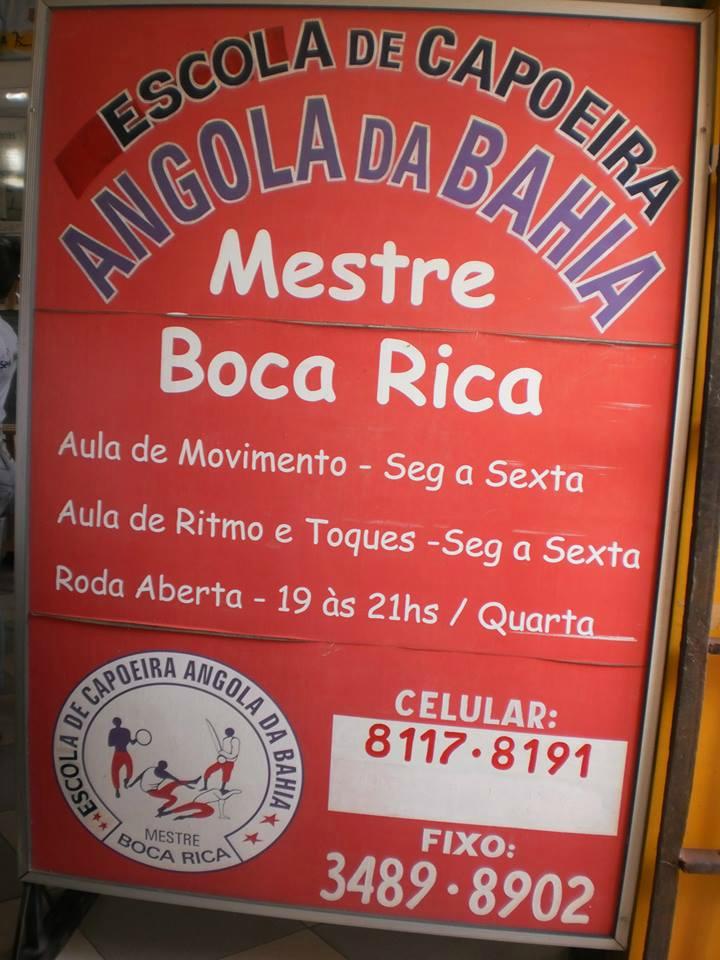 ESCOLA DE CAPOEIRA
ANGOLA DA BAHIA
Mestre
Boca Rica
Aula de Movimento - Seg a Sexta
Aula de Ritmo e Toques -Seg a Sexta
Roda Aberta - 19 às 21hs / Quarta
ESCOLA DE CAPOEIRA ANGOLA DA BAHIA
MESTRE
BOCA RICA
CELULAR:
8117·8191
FIXO:
3489·8902